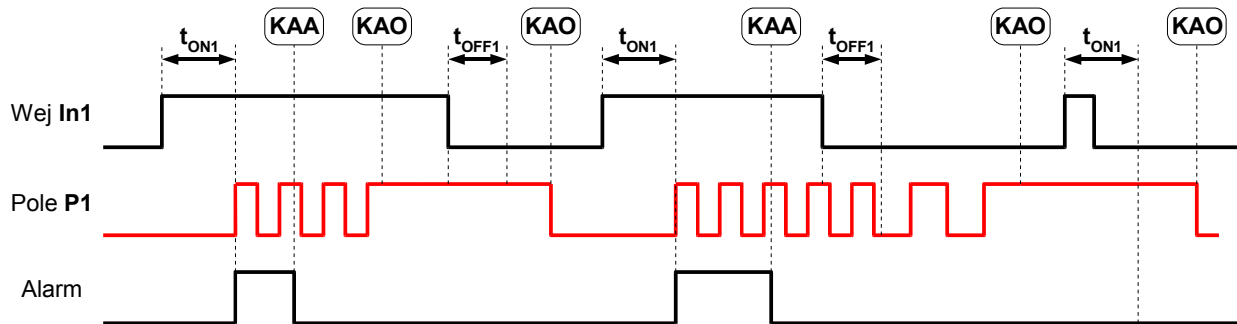 KAA KAO KAO KAA KAO KAO
tON1 tOFF1 tON1 tOFF1 tON1
Wej In1
Pole P1
Alarm